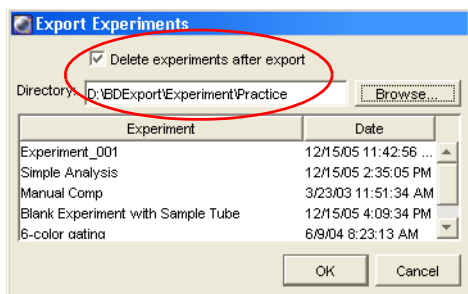 Export Experiments
Delete experiments after export
Directory: D:\BDExport\Experiment\Practice Browse...
Experiment Date
Experiment_001 12/15/05 11:42:56 ...
Simple Analysis 12/15/05 2:35:05 PM
Manual Comp 3/23/03 11:51:34 AM
Blank Experiment with Sample Tube 12/15/05 4:09:34 PM
6-color gating 6/9/04 8:23:13 AM
OK Cancel